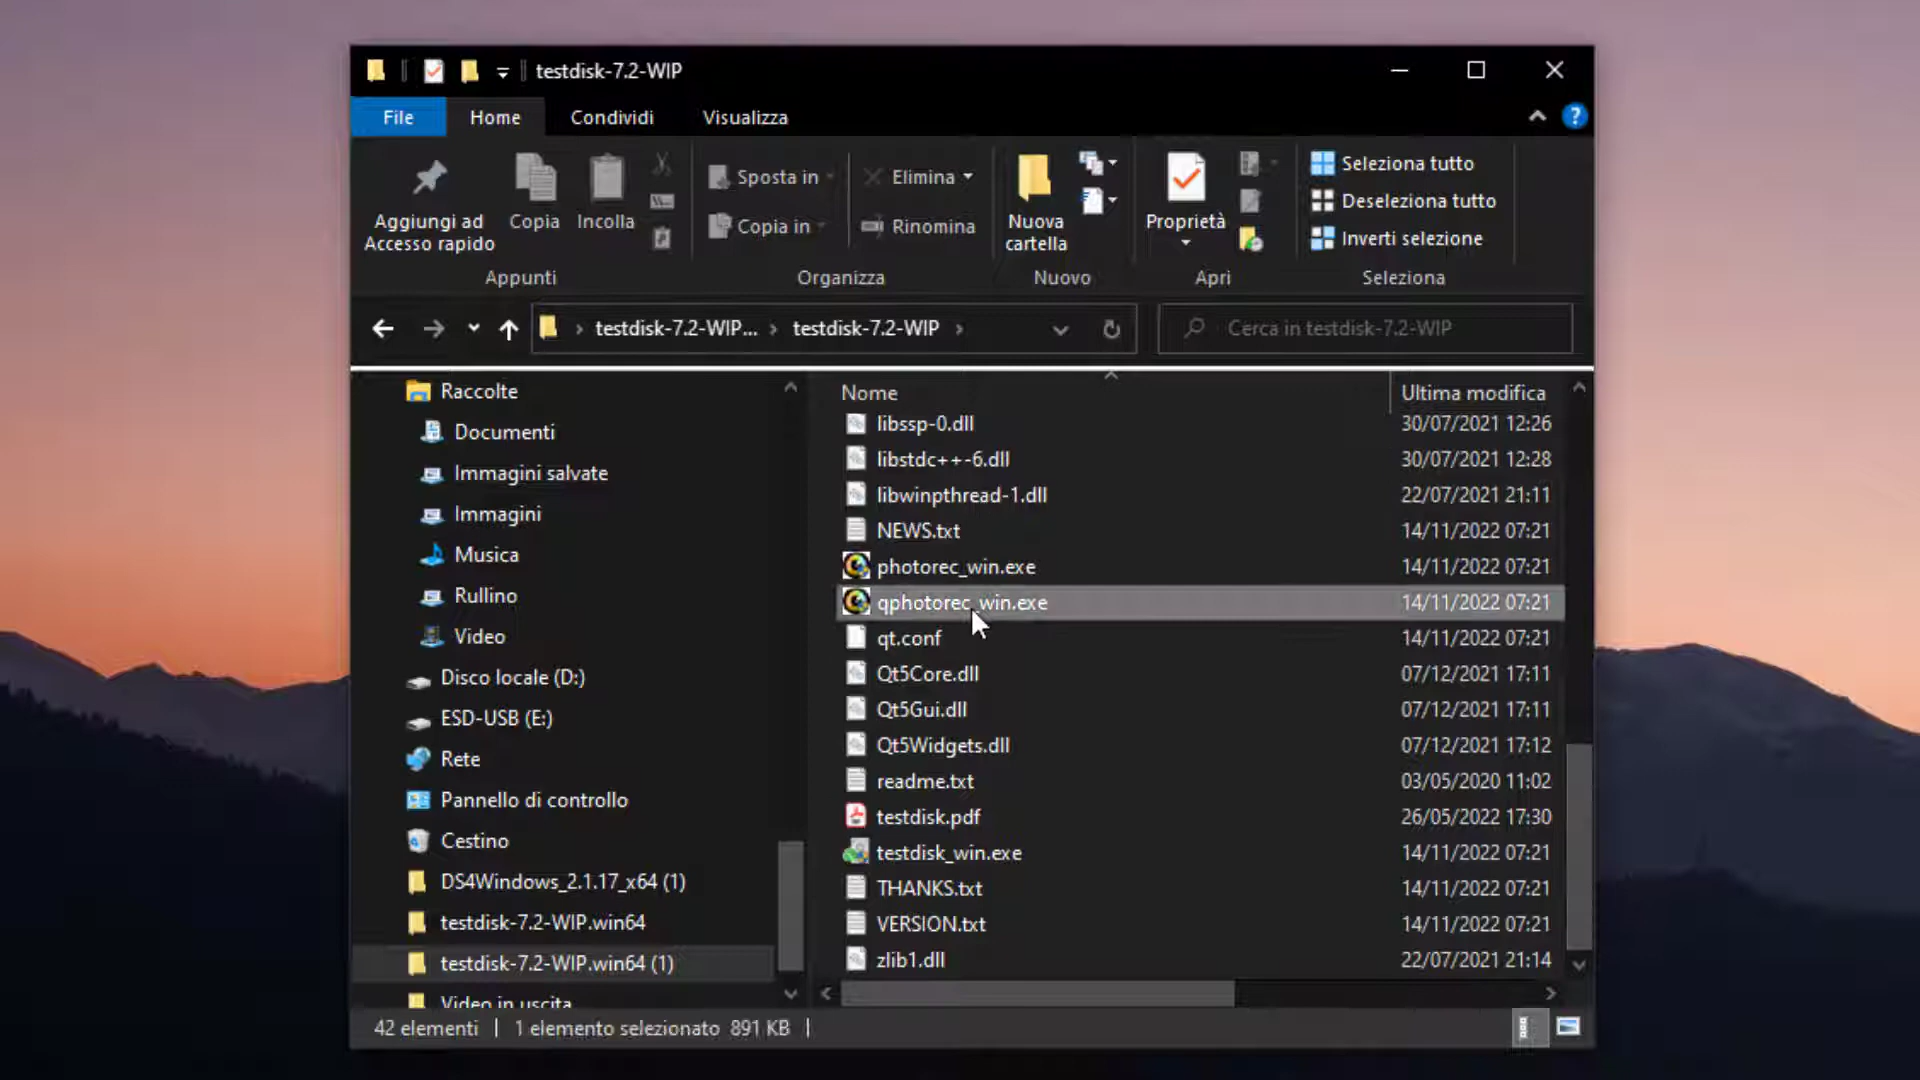 testdisk-7.2-WIP
File Home Condividi Visualizza
Aggiungi ad Accesso rapido
Copia
Incolla
Sposta in
Copia in
Elimina
Rinomina
Nuova cartella
Proprietà
Seleziona tutto
Deseleziona tutto
Inverti selezione
Appunti Organizza Nuovo Apri Seleziona
testdisk-7.2-WIP... testdisk-7.2-WIP
Cerca in testdisk-7.2-WIP
Raccolte
Documenti
Immagini salvate
Immagini
Musica
Rullino
Video
Disco locale (D:)
ESD-USB (E:)
Rete
Pannello di controllo
Cestino
DS4Windows_2.1.17_x64 (1)
testdisk-7.2-WIP.win64
testdisk-7.2-WIP.win64 (1)
Video in uscita
Nome Ultima modifica
libssp-0.dll 30/07/2021 12:26
libstdc++-6.dll 30/07/2021 12:28
libwinpthread-1.dll 22/07/2021 21:11
NEWS.txt 14/11/2022 07:21
photorec_win.exe 14/11/2022 07:21
qphotorec_win.exe 14/11/2022 07:21
qt.conf 14/11/2022 07:21
Qt5Core.dll 07/12/2021 17:11
Qt5Gui.dll 07/12/2021 17:11
Qt5Widgets.dll 07/12/2021 17:12
readme.txt 03/05/2020 11:02
testdisk.pdf 26/05/2022 17:30
testdisk_win.exe 14/11/2022 07:21
THANKS.txt 14/11/2022 07:21
VERSION.txt 14/11/2022 07:21
zlib1.dll 22/07/2021 21:14
42 elementi 1 elemento selezionato 891 KB